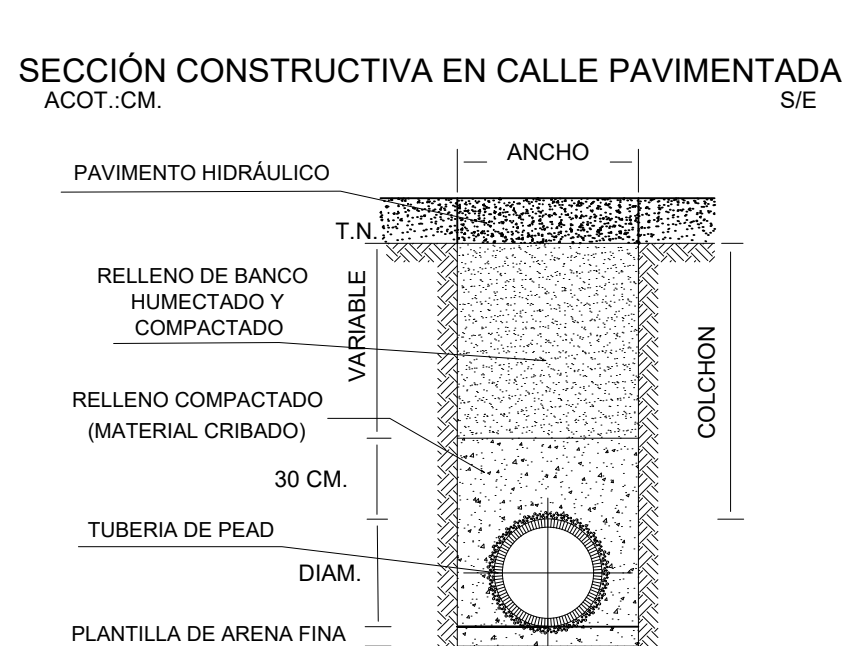 SECCIÓN CONSTRUCTIVA EN CALLE PAVIMENTADA
ACOT.:CM. S/E
ANCHO
PAVIMENTO HIDRÁULICO
T.N.
RELLENO DE BANCO
HUMECTADO Y
COMPACTADO
VARIABLE
COLCHON
RELLENO COMPACTADO
(MATERIAL CRIBADO)
30 CM.
TUBERIA DE PEAD
DIAM.
PLANTILLA DE ARENA FINA